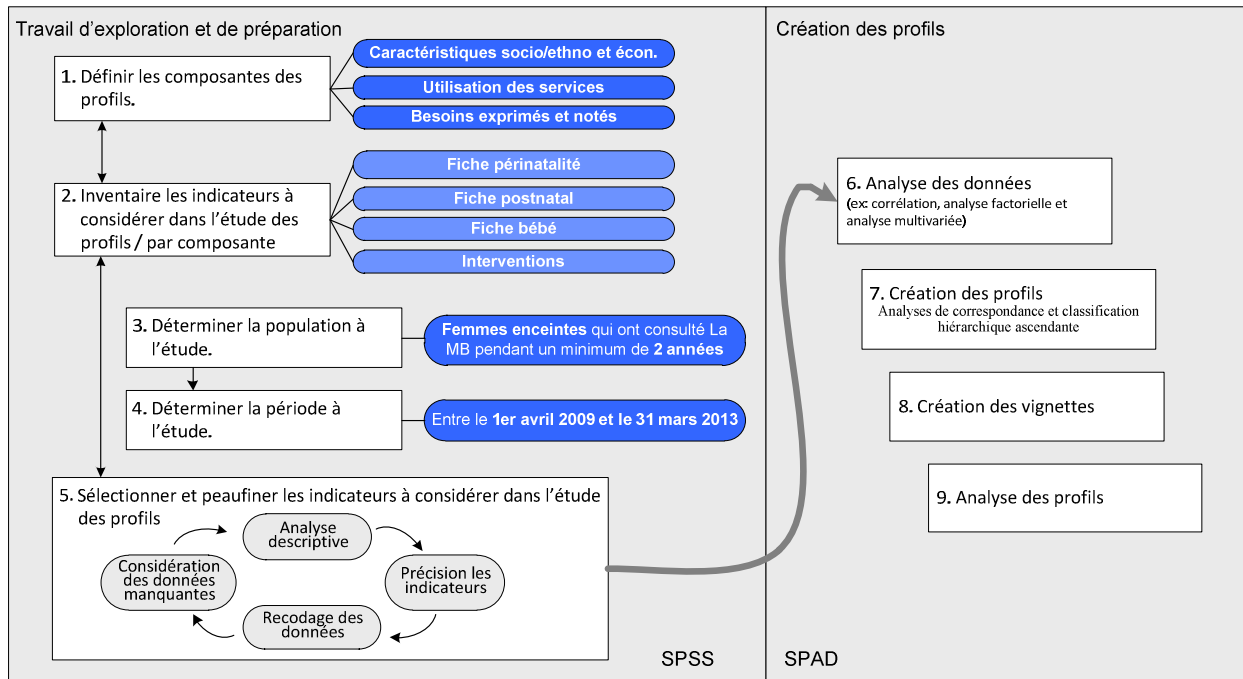 Travail d’exploration et de préparation
1. Définir les composantes des
profils.
Caractéristiques socio/ethno et écon.
Utilisation des services
Besoins exprimés et notés
2. Inventaire les indicateurs à
considérer dans l’étude des
profils / par composante
Fiche périnatalité
Fiche postnatal
Fiche bébé
Interventions
3. Déterminer la population à
l’étude.
Femmes enceintes qui ont consulté La
MB pendant un minimum de 2 années
4. Déterminer la période à
l’étude.
Entre le 1er avril 2009 et le 31 mars 2013
5. Sélectionner et peaufiner les indicateurs à considérer dans l’étude
des profils
Analyse
descriptive
Considération
des données
manquantes
Précision les
indicateurs
Recodage des
données
SPSS
Création des profils
6. Analyse des données
(ex: corrélation, analyse factorielle et
analyse multivariée)
7. Création des profils
Analyses de correspondance et classification
hiérarchique ascendante
8. Création des vignettes
9. Analyse des profils
SPAD